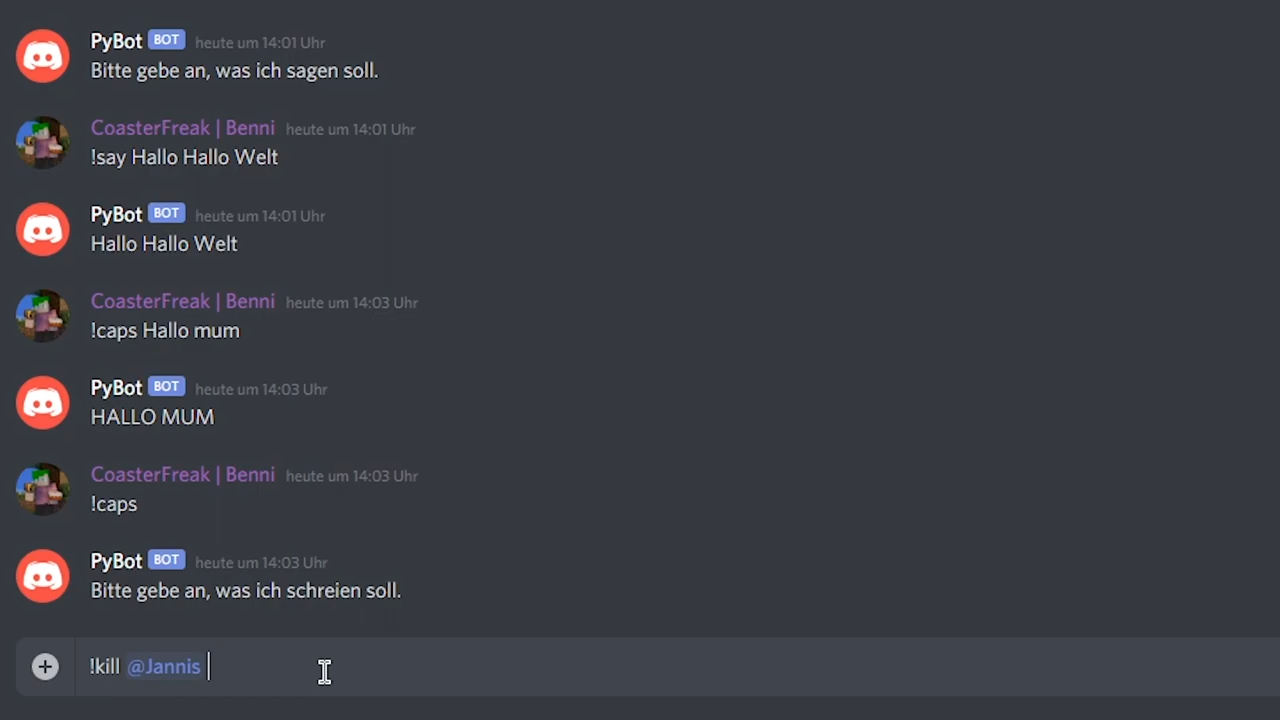 PyBot BOT heute um 14:01 Uhr
Bitte gebe an, was ich sagen soll.
CoasterFreak | Benni heute um 14:01 Uhr
!say Hallo Hallo Welt
PyBot BOT heute um 14:01 Uhr
Hallo Hallo Welt
CoasterFreak | Benni heute um 14:03 Uhr
!caps Hallo mum
PyBot BOT heute um 14:03 Uhr
HALLO MUM
CoasterFreak | Benni heute um 14:03 Uhr
!caps
PyBot BOT heute um 14:03 Uhr
Bitte gebe an, was ich schreien soll.
!kill @Jannis